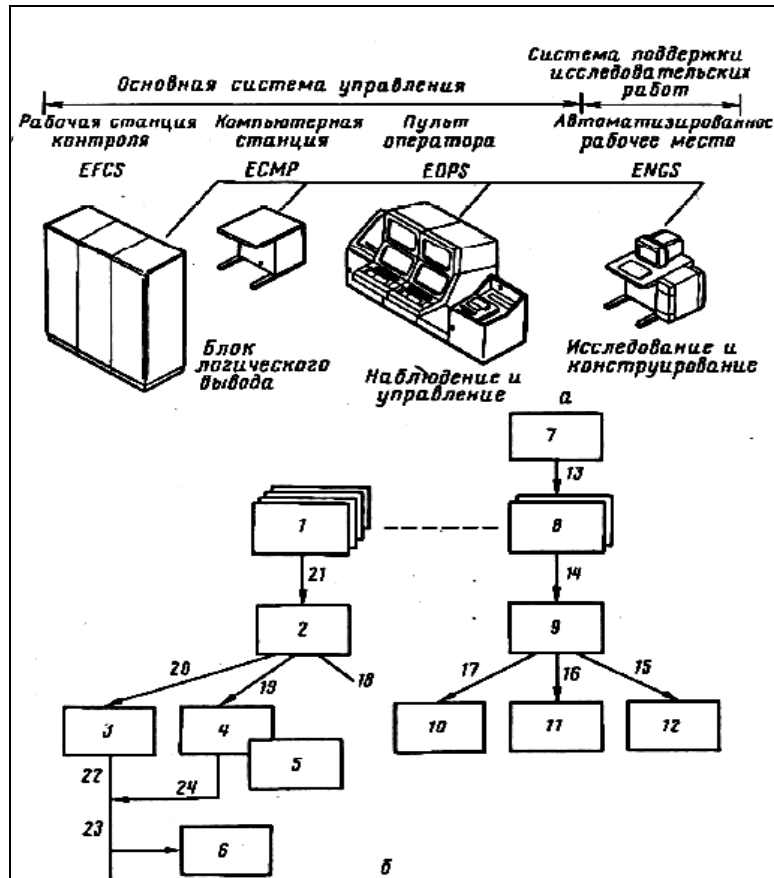 Основная система управления
Система поддержки
исследовательских
работ
Рабочая станция
контроля
Компьютерная
станция
Пульт
оператора
Автоматизированное
рабочее место
EFCS
ECMP
EOPS
ENGS
Блок
логического
вывода
Наблюдение и
управление
Исследование и
конструирование
а
7
13
1
8
21
14
2
9
20
19
18
17
16
15
3
4
5
10
11
12
22
24
23
6
б